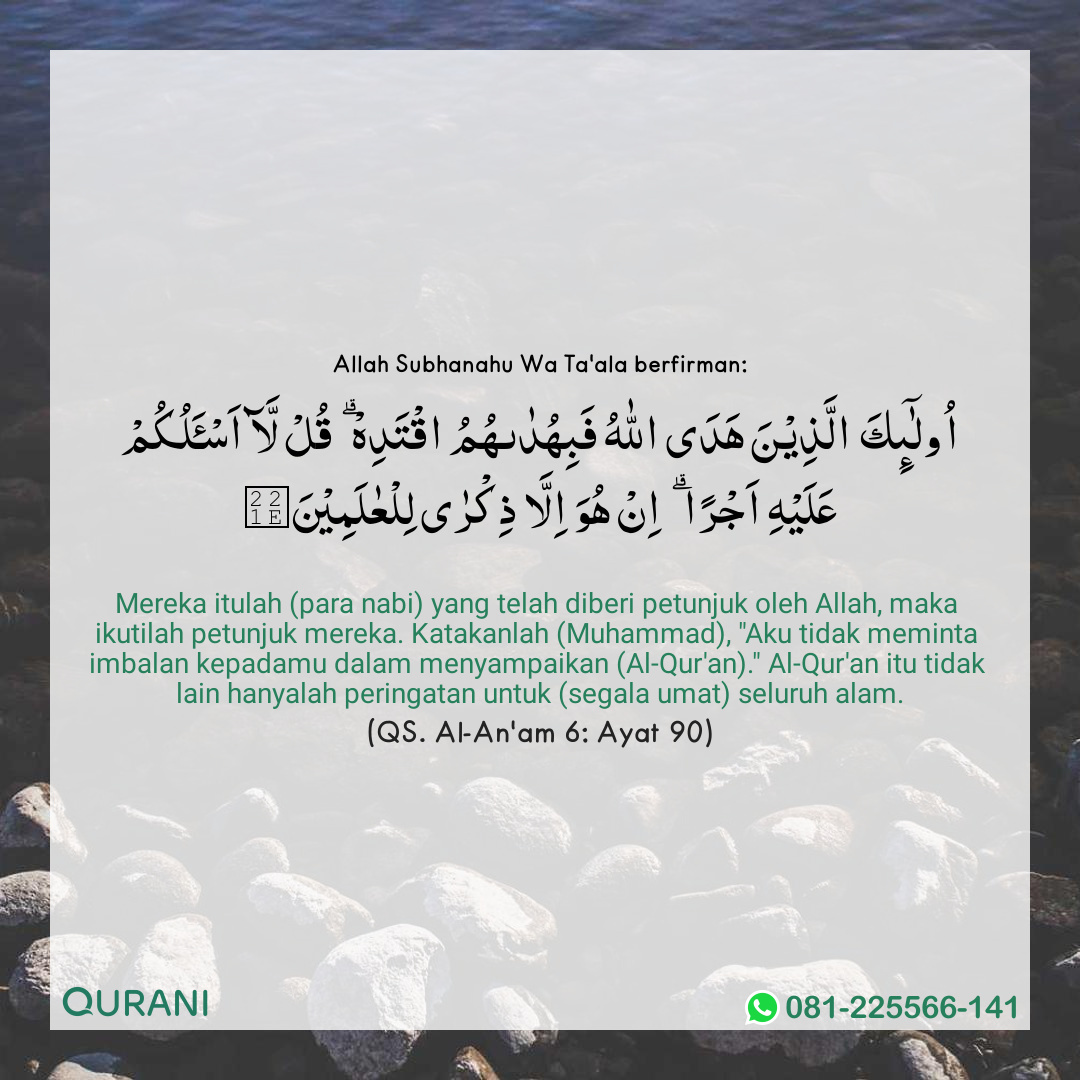 Allah Subhanahu Wa Ta'ala berfirman:
اُولٰٓئِكَ الَّذِيْنَ هَدَى اللّٰهُ فَبِهُدٰٮهُمُ اقْتَدِهْ ۗ قُلْ لَّاۤ اَسْـَٔـلُكُمْ
عَلَيْهِ اَجْرًا ۗ اِنْ هُوَ اِلَّا ذِكْرٰى لِلْعٰلَمِيْنَ
Mereka itulah (para nabi) yang telah diberi petunjuk oleh Allah, maka
ikutilah petunjuk mereka. Katakanlah (Muhammad), "Aku tidak meminta
imbalan kepadamu dalam menyampaikan (Al-Qur'an)." Al-Qur'an itu tidak
lain hanyalah peringatan untuk (segala umat) seluruh alam.
(QS. Al-An'am 6: Ayat 90)
QURANI
081-225566-141